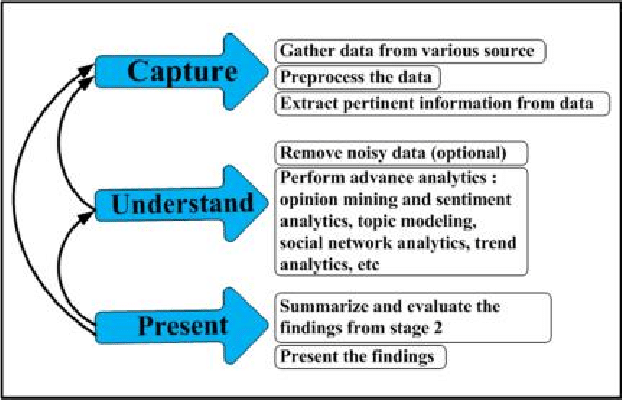 Capture
Gather data from various source
Preprocess the data
Extract pertinent information from data
Understand
Remove noisy data (optional)
Perform advance analytics :
opinion mining and sentiment
analytics, topic modeling,
social network analytics, trend
analytics, etc
Present
Summarize and evaluate the
findings from stage 2
Present the findings